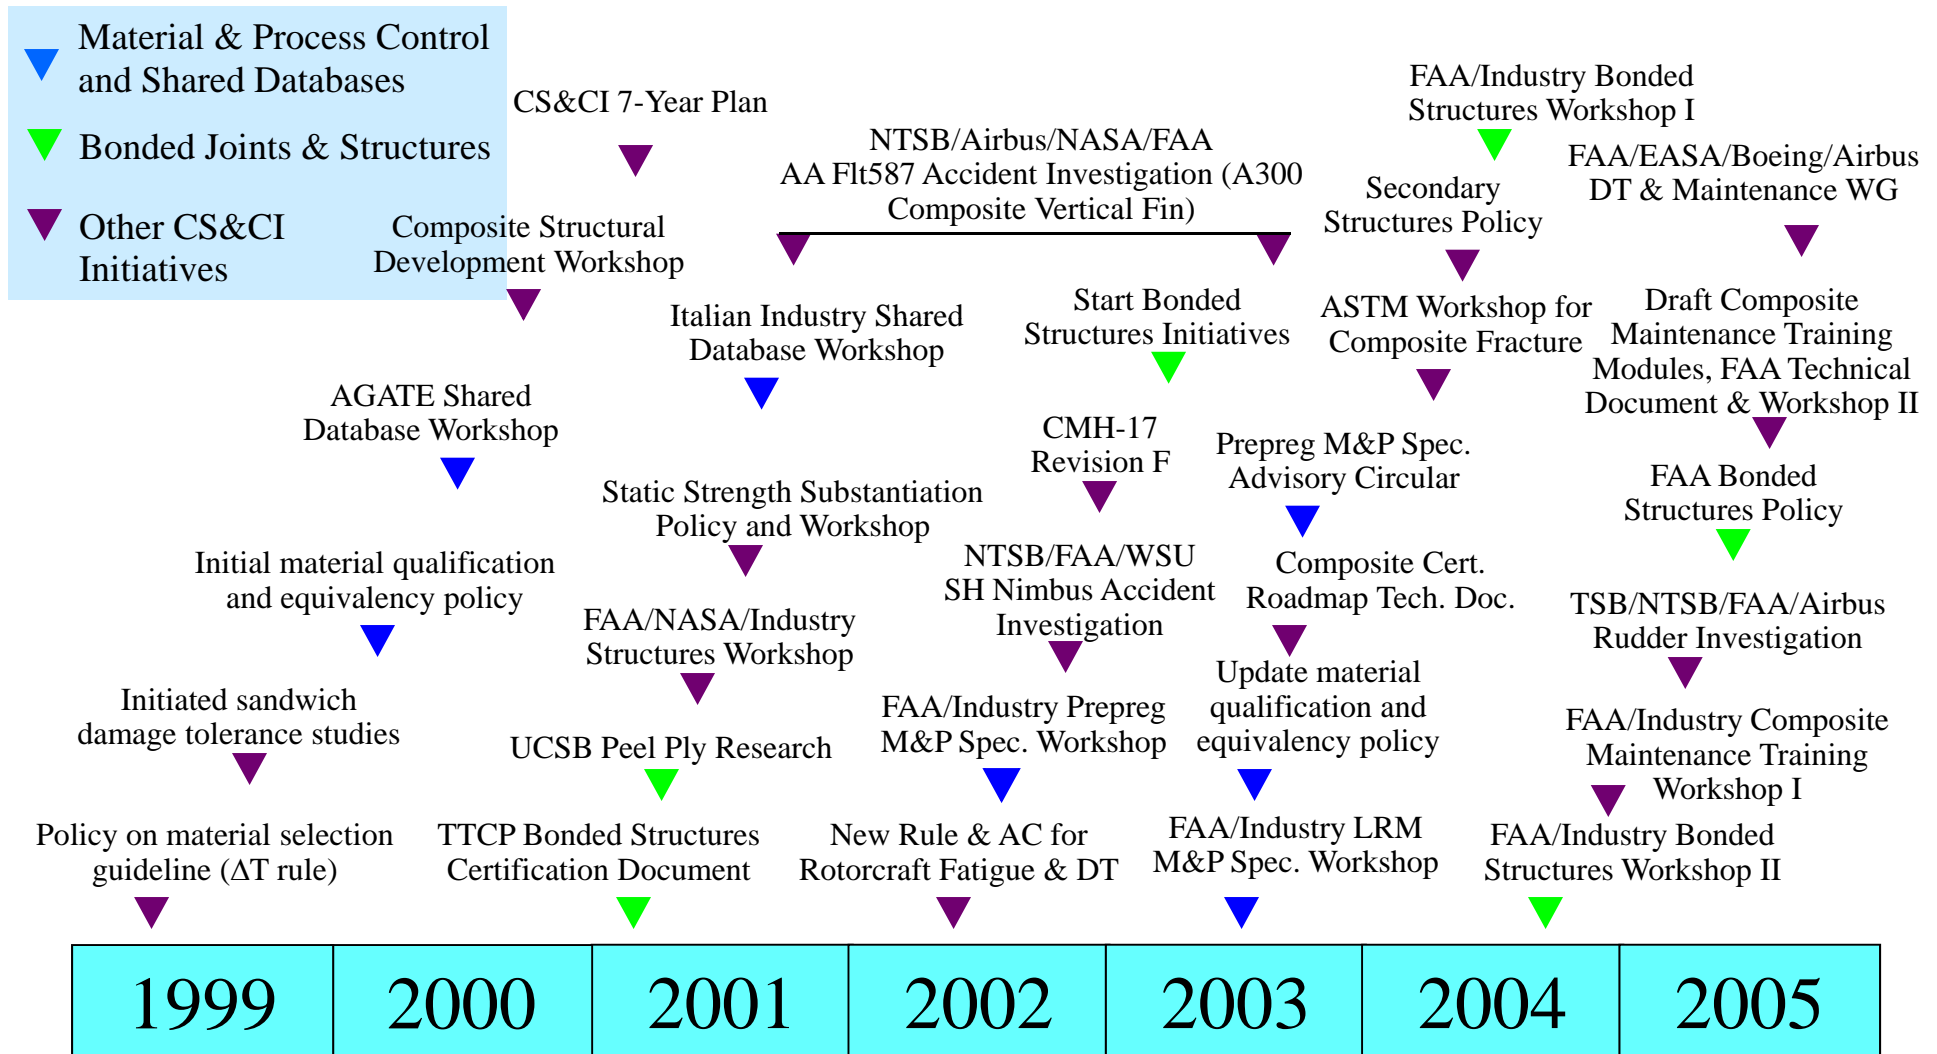 Material & Process Control
and Shared Databases
Bonded Joints & Structures
Other CS&CI
Initiatives
CS&CI 7-Year Plan
Composite Structural
Development Workshop
AGATE Shared
Database Workshop
Initial material qualification
and equivalency policy
Initiated sandwich
damage tolerance studies
Policy on material selection
guideline (ΔT rule)
NTSB/Airbus/NASA/FAA
AA Flt587 Accident Investigation (A300
Composite Vertical Fin)
Italian Industry Shared
Database Workshop
Static Strength Substantiation
Policy and Workshop
FAA/NASA/Industry
Structures Workshop
UCSB Peel Ply Research
TTCP Bonded Structures
Certification Document
Start Bonded
Structures Initiatives
CMH-17
Revision F
NTSB/FAA/WSU
SH Nimbus Accident
Investigation
FAA/Industry Prepreg
M&P Spec. Workshop
New Rule & AC for
Rotorcraft Fatigue & DT
FAA/Industry Bonded
Structures Workshop I
Secondary
Structures Policy
ASTM Workshop for
Composite Fracture
Prepreg M&P Spec.
Advisory Circular
Composite Cert.
Roadmap Tech. Doc.
Update material
qualification and
equivalency policy
FAA/Industry LRM
M&P Spec. Workshop
FAA/EASA/Boeing/Airbus
DT & Maintenance WG
Draft Composite
Maintenance Training
Modules, FAA Technical
Document & Workshop II
FAA Bonded
Structures Policy
TSB/NTSB/FAA/Airbus
Rudder Investigation
FAA/Industry Composite
Maintenance Training
Workshop I
FAA/Industry Bonded
Structures Workshop II
1999
2000
2001
2002
2003
2004
2005